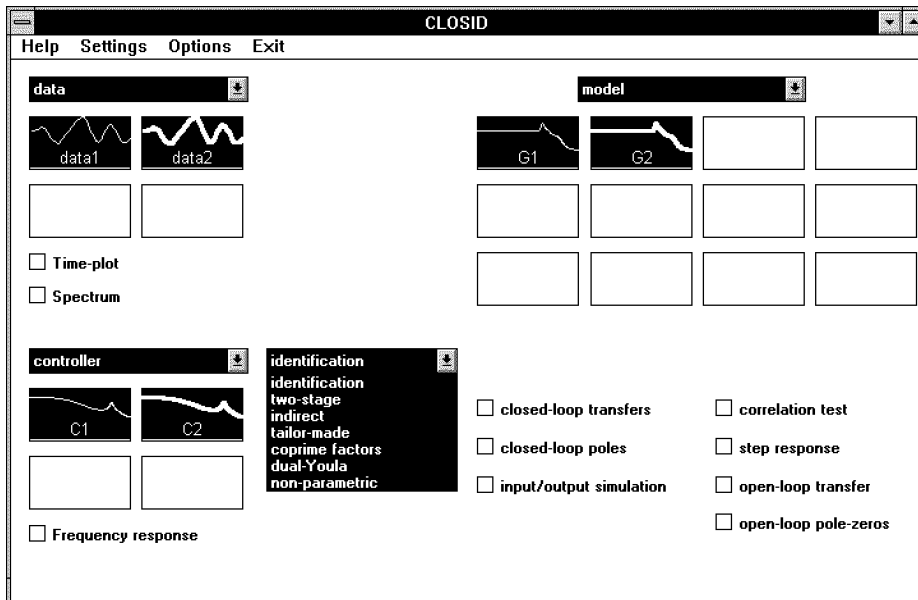 CLOSID
Help Settings Options Exit
data
model
data1 data2
G1 G2
Time-plot
Spectrum
controller
identification
identification
two-stage
indirect
tailor-made
coprime factors
dual-Youla
non-parametric
C1 C2
Frequency response
closed-loop transfers
closed-loop poles
input/output simulation
correlation test
step response
open-loop transfer
open-loop pole-zeros